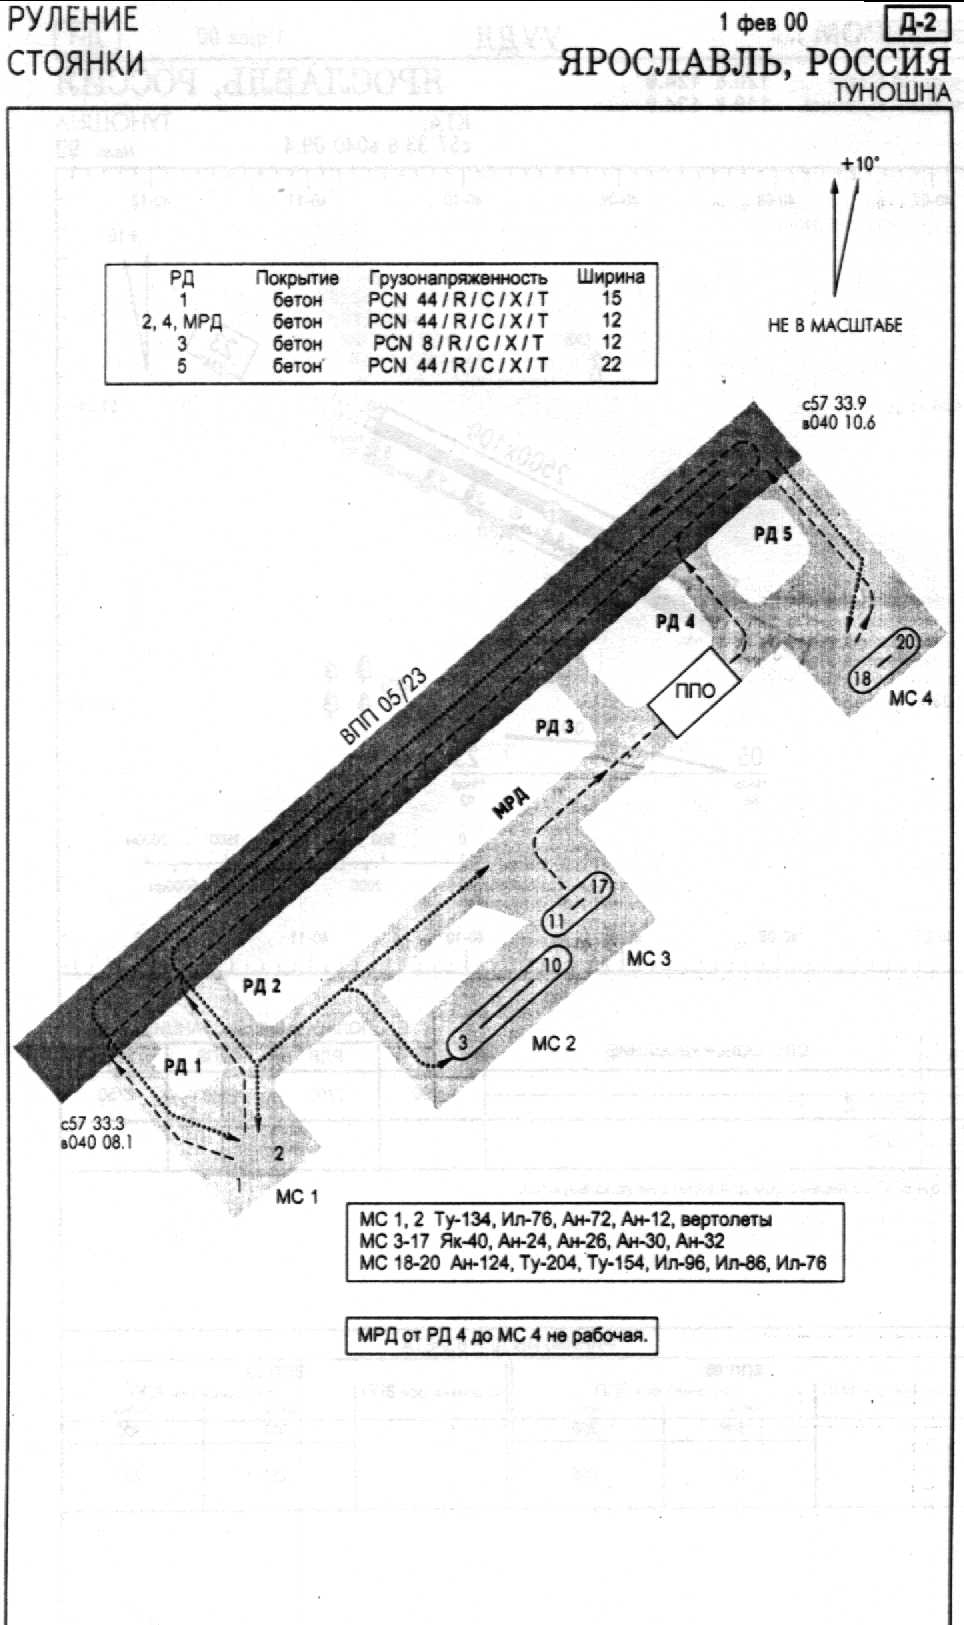 РУЛЕНИЕ
СТОЯНКИ
1 фев 00
Д-2
ЯРОСЛАВЛЬ, РОССИЯ
ТУНОШНА
+10°
НЕ В МАСШТАБЕ
РД Покрытие Грузонапряженность Ширина
1 бетон PCN 44/R/C/X/T 15
2, 4, МРД бетон PCN 44/R/C/X/T 12
3 бетон PCN 8/R/C/X/T 12
5 бетон PCN 44/R/C/X/T 22
с57 33.9
в040 10.6
РД 5
РД 4
20
18
МС 4
ППО
ВПП 05/23
РД 3
МРД
17
11
МС 3
10
3
МС 2
РД 2
РД 1
с57 33.3
в040 08.1
2
1
МС 1
МС 1, 2 Ту-134, Ил-76, Ан-72, Ан-12, вертолеты
МС 3-17 Як-40, Ан-24, Ан-26, Ан-30, Ан-32
МС 18-20 Ан-124, Ту-204, Ту-154, Ил-96, Ил-86, Ил-76
МРД от РД 4 до МС 4 не рабочая.